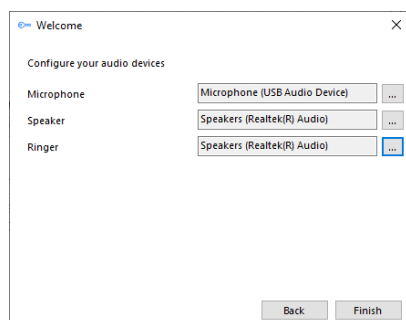 Welcome
Configure your audio devices
Microphone Microphone (USB Audio Device) ...
Speaker Speakers (Realtek(R) Audio) ...
Ringer Speakers (Realtek(R) Audio) ...
Back Finish